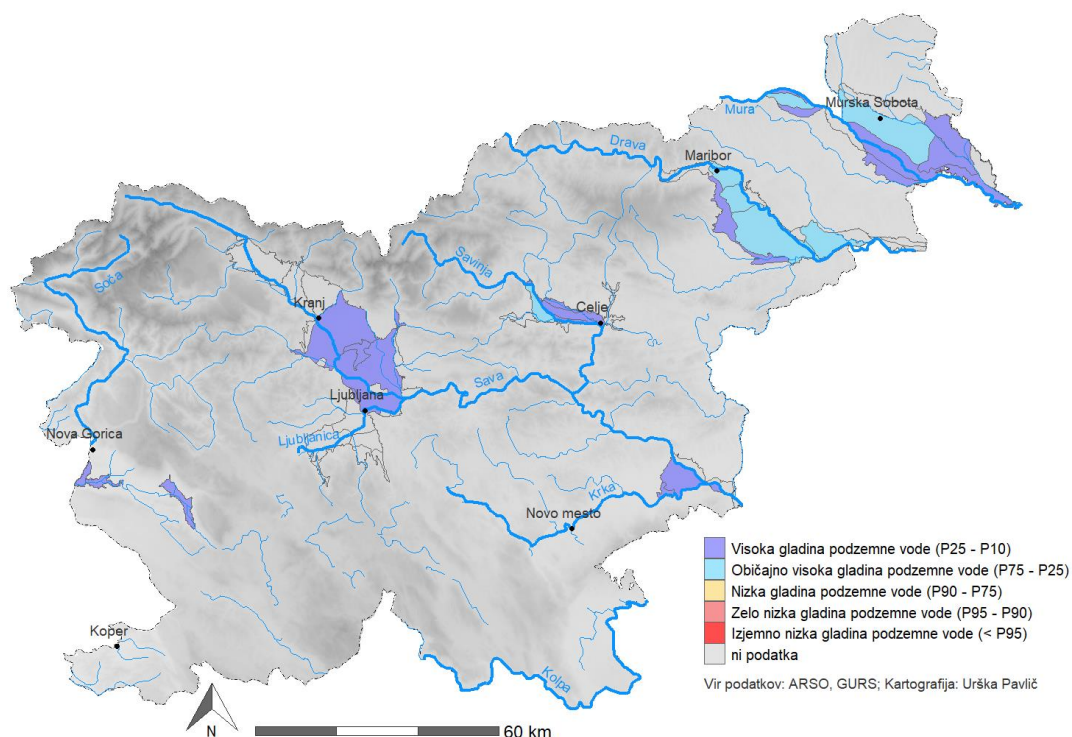 Mura
Murska Sobota
Drava
Maribor
Savinja
Soča
Kranj
Celje
Sava
Ljubljana
Nova Gorica
Ljubljanica
Krka
Novo mesto
Visoka gladina podzemne vode (P25 - P10)
Običajno visoka gladina podzemne vode (P75 - P25)
Nizka gladina podzemne vode (P90 - P75)
Zelo nizka gladina podzemne vode (P95 - P90)
Izjemno nizka gladina podzemne vode (< P95)
ni podatka
Koper
Kolpa
Vir podatkov: ARSO, GURS; Kartografija: Urška Pavlič
N
60 km